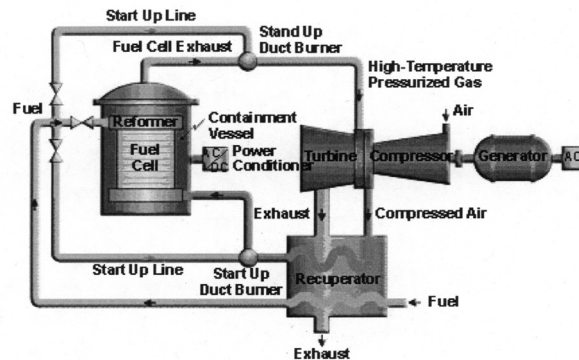 Start Up Line
Stand Up
Duct Burner
Fuel Cell Exhaust
High-Temperature
Pressurized Gas
Fuel
Air
Reformer
Containment
Vessel
Fuel
Cell
AC
DC
Power
Conditioner
Turbine
Compressor
Generator
AC
Exhaust
Compressed Air
Start Up Line
Start Up
Duct Burner
Recuperator
Fuel
Exhaust